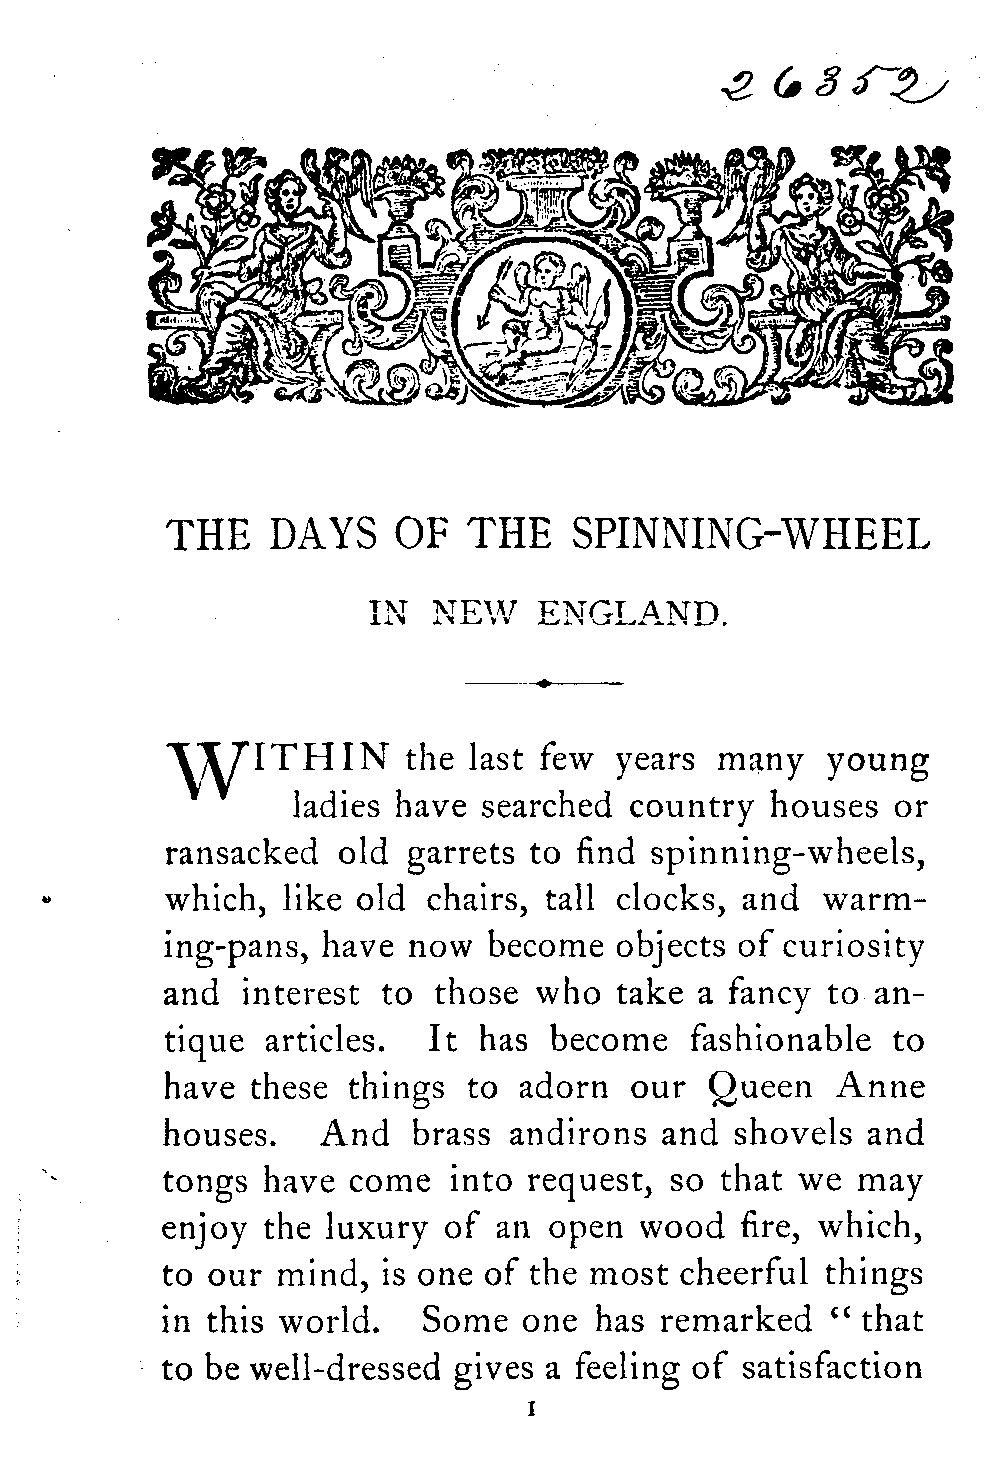 26352
THE DAYS OF THE SPINNING-WHEEL
IN NEW ENGLAND.
WITHIN the last few years many young
ladies have searched country houses or
ransacked old garrets to find spinning-wheels,
which, like old chairs, tall clocks, and warm-
ing-pans, have now become objects of curiosity
and interest to those who take a fancy to an-
tique articles. It has become fashionable to
have these things to adorn our Queen Anne
houses. And brass andirons and shovels and
tongs have come into request, so that we may
enjoy the luxury of an open wood fire, which,
to our mind, is one of the most cheerful things
in this world. Some one has remarked “ that
to be well-dressed gives a feeling of satisfaction
1